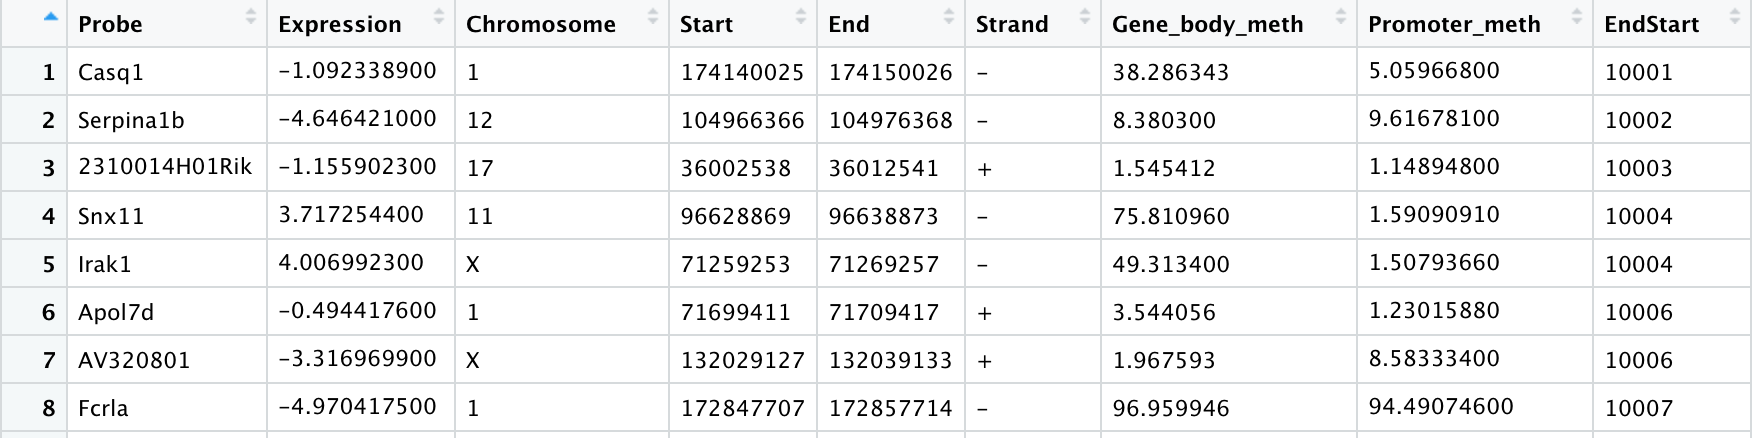 Probe Expression Chromosome Start End Strand Gene_body_meth Promoter_meth EndStart
1 Casq1 −1.092338900 1 174140025 174150026 − 38.286343 5.05966800 10001
2 Serpina1b −4.646421000 12 104966366 104976368 − 8.380300 9.61678100 10002
3 2310014H01Rik −1.155902300 17 36002538 36012541 + 1.545412 1.14894800 10003
4 Snx11 3.717254400 11 96628869 96638873 − 75.810960 1.59090910 10004
5 Irak1 4.006992300 X 71259253 71269257 − 49.313400 1.50793660 10004
6 Apol7d −0.494417600 1 71699411 71709417 + 3.544056 1.23015880 10006
7 AV320801 −3.316969900 X 132029127 132039133 + 1.967593 8.58333400 10006
8 Fcrla −4.970417500 1 172847707 172857714 − 96.959946 94.49074600 10007